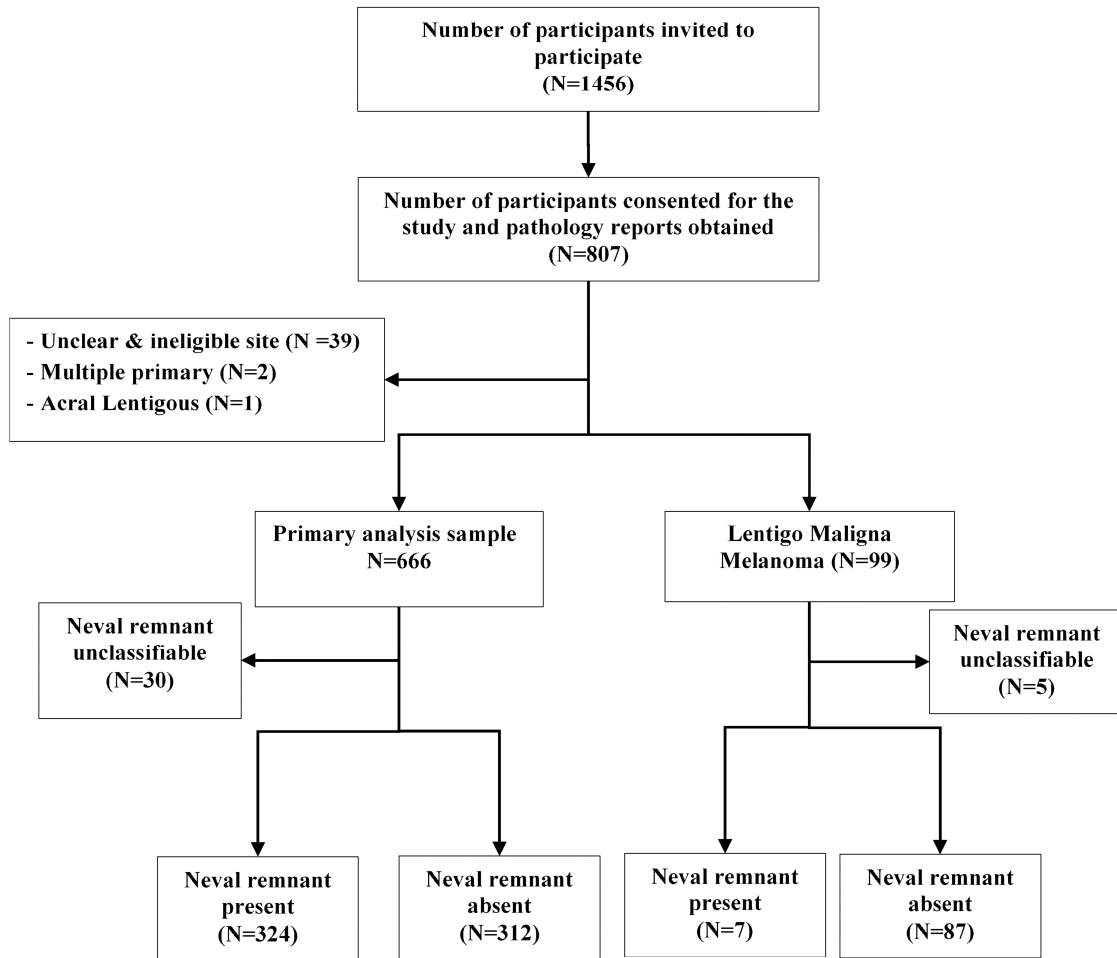 Number of participants invited to
participate
(N=1456)
Number of participants consented for the
study and pathology reports obtained
(N=807)
- Unclear & ineligible site (N =39)
- Multiple primary (N=2)
- Acral Lentigous (N=1)
Primary analysis sample
N=666
Lentigo Maligna
Melanoma (N=99)
Neval remnant
unclassifiable
(N=30)
Neval remnant
unclassifiable
(N=5)
Neval remnant
present
(N=324)
Neval remnant
absent
(N=312)
Neval remnant
present
(N=7)
Neval remnant
absent
(N=87)